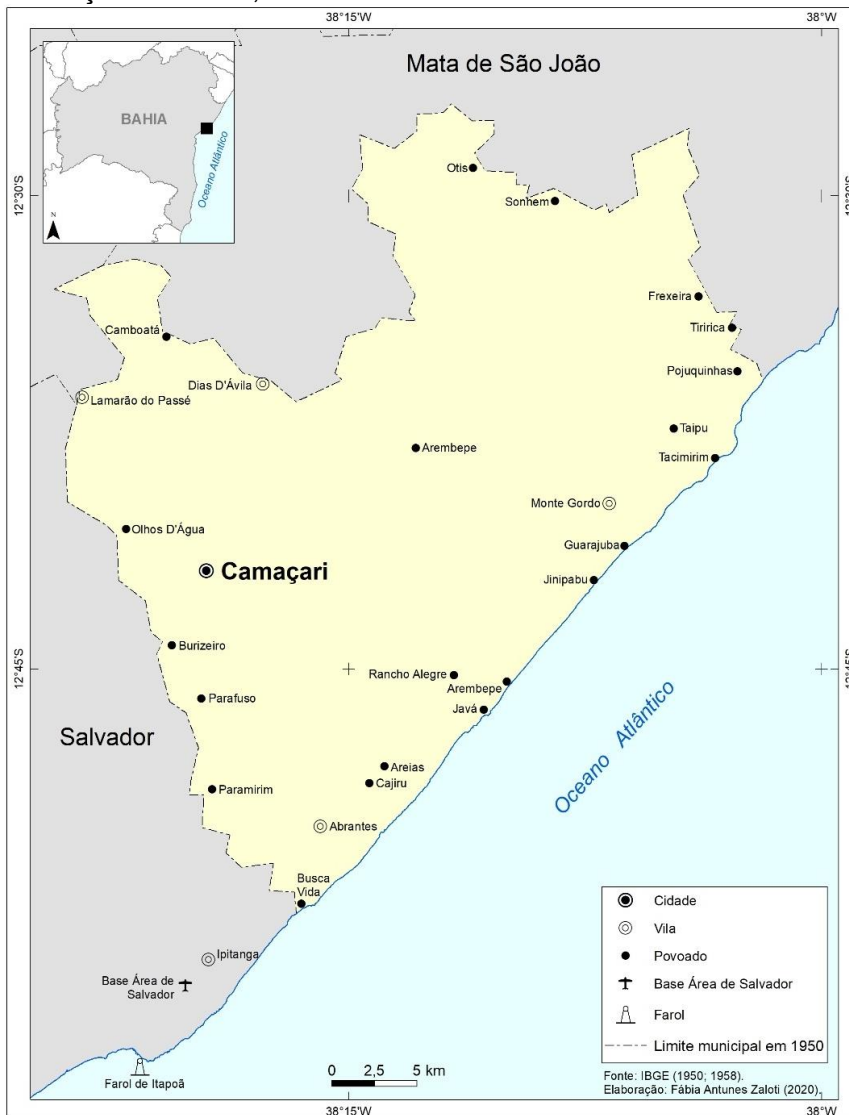 38°15'W
38°W
Mata de São João
BAHIA
Oceano Atlântico
N
12°30'S
12°30'S
Otis
Sonhem
Frexeira
Tiririca
Camboatá
Pojuquinhas
Dias D'Ávila
Lamarão do Passé
Taipu
Arembepe
Tacimirim
Monte Gordo
Olhos D'Água
Guarajuba
Camaçari
Jinipabu
Burizeiro
12°45'S
12°45'S
Rancho Alegre
Arembepe
Parafuso
Javá
Salvador
Oceano Atlântico
Areias
Cajiru
Paramirim
Abrantes
Busca
Vida
Ipitanga
Base Área de
Salvador
Farol de Itapoã
0 2,5 5 km
Cidade
Vila
Povoado
Base Área de Salvador
Farol
Limite municipal em 1950
Fonte: IBGE (1950; 1958).
Elaboração: Fábia Antunes Zaloti (2020).
38°15'W
38°W